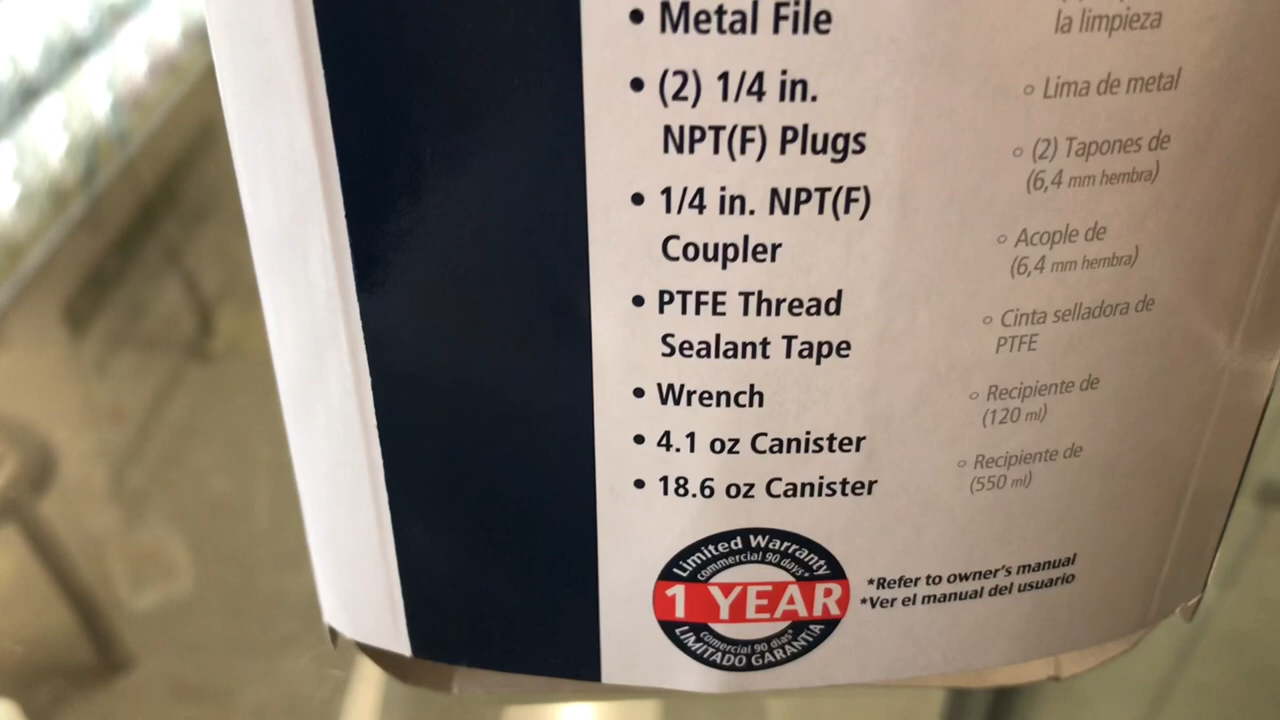 • Metal File
• (2) 1/4 in.
NPT(F) Plugs
• 1/4 in. NPT(F)
Coupler
• PTFE Thread
Sealant Tape
• Wrench
• 4.1 oz Canister
• 18.6 oz Canister
la limpieza
◦ Lima de metal
◦ (2) Tapones de
(6,4 mm hembra)
◦ Acople de
(6,4 mm hembra)
◦ Cinta selladora de
PTFE
◦ Recipiente de
(120 ml)
◦ Recipiente de
(550 ml)
Limited Warranty
commercial 90 days*
1 YEAR
comercial 90 dias*
LIMITADO GARANTÍA
*Refer to owner's manual
*Ver el manual del usuario